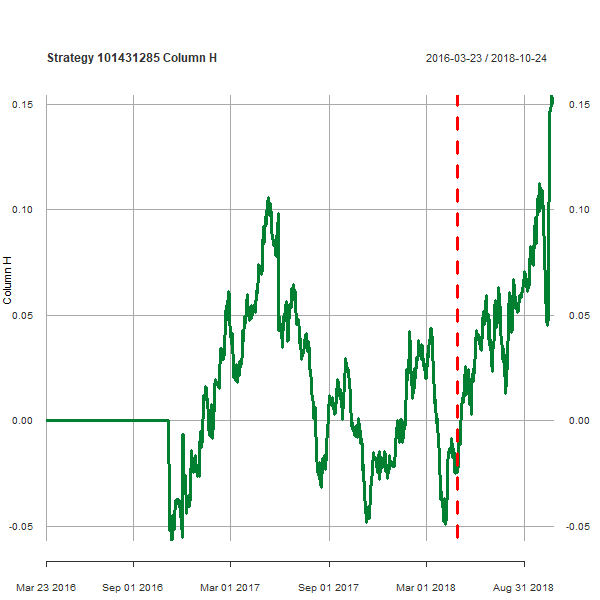 Strategy 101431285 Column H
2016-03-23 / 2018-10-24
0.15
0.15
0.10
0.10
Column H
0.05
0.05
0.00
0.00
-0.05
-0.05
Mar 23 2016
Sep 01 2016
Mar 01 2017
Sep 01 2017
Mar 01 2018
Aug 31 2018